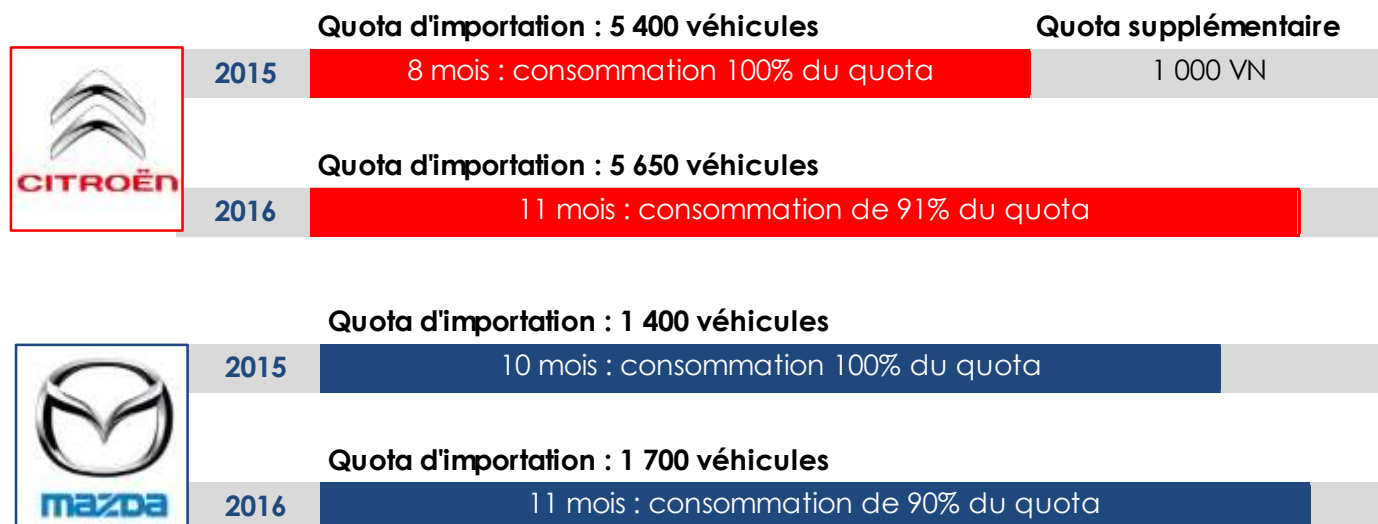 Quota d'importation : 5 400 véhicules Quota supplémentaire
2015 8 mois : consommation 100% du quota 1 000 VN
CITROËN
Quota d'importation : 5 650 véhicules
2016 11 mois : consommation de 91% du quota
Quota d'importation : 1 400 véhicules
2015 10 mois : consommation 100% du quota
Quota d'importation : 1 700 véhicules
mazda
2016 11 mois : consommation de 90% du quota